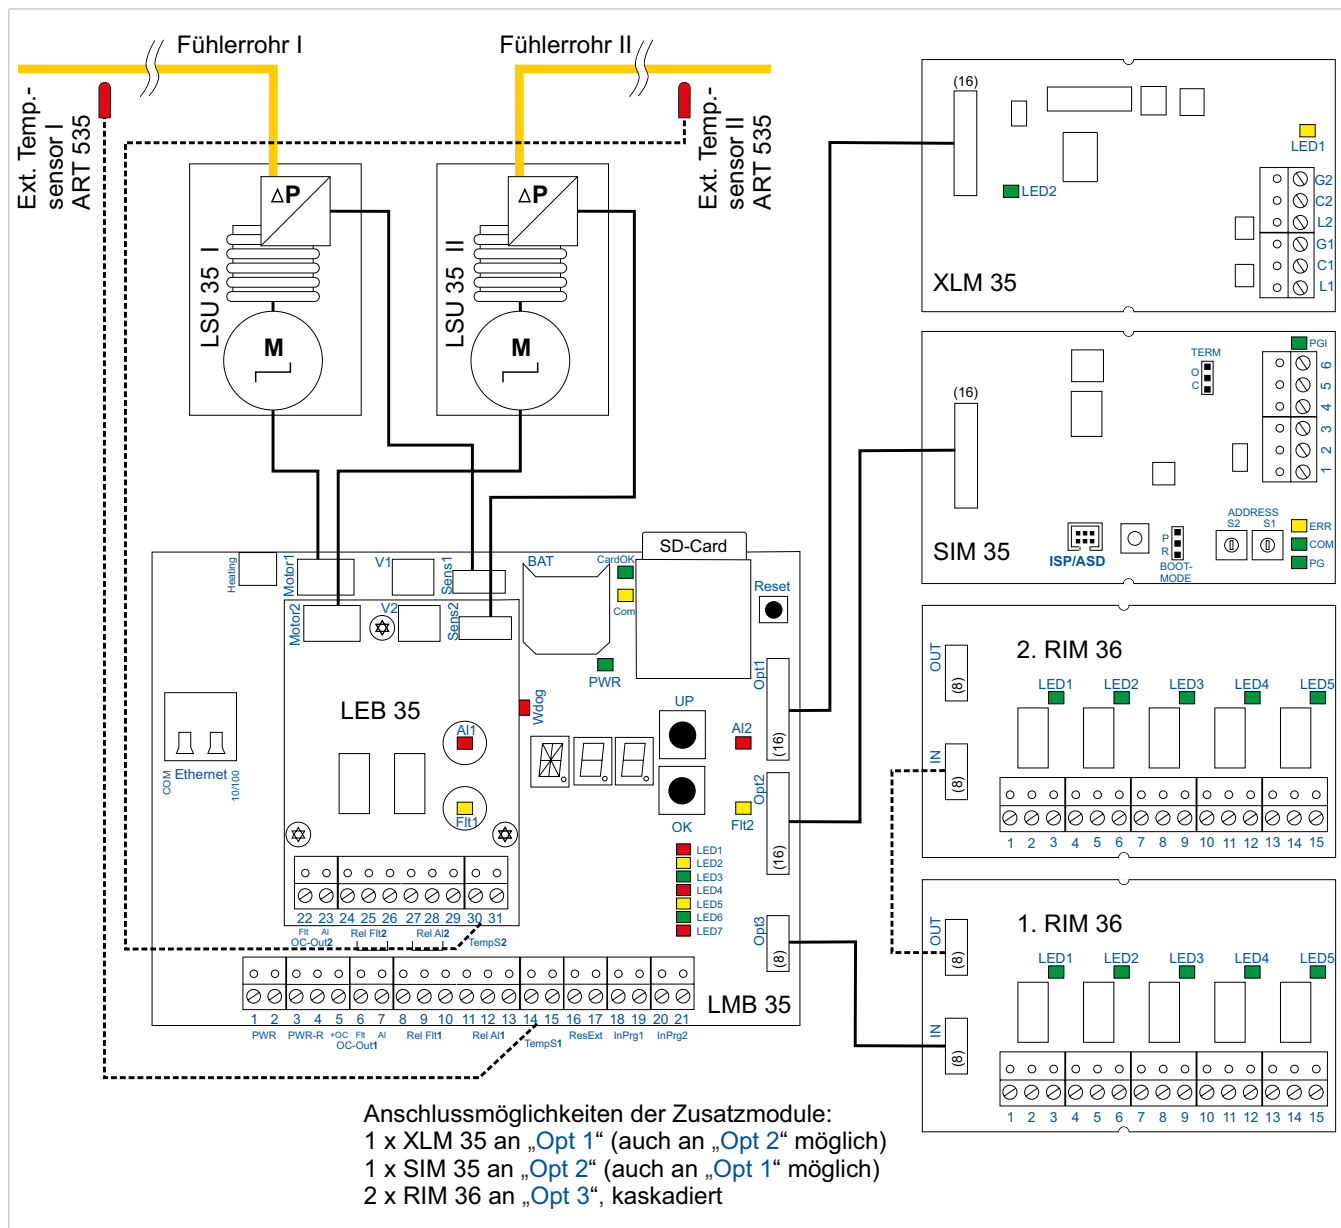 Fühlerrohr I
Fühlerrohr II
Ext. Temp.-
sensor I
ART 535
Ext. Temp.-
sensor II
ART 535
ΔP
ΔP
LSU 35 I
LSU 35 II
M
M
(16)
LED1
LED2
G2
C2
L2
G1
C1
L1
XLM 35
(16)
TERM
O
C
PGI
6
5
4
3
2
1
ADDRESS
S2 S1
ERR
COM
PG
P
R
BOOT-
MODE
ISP/ASD
SIM 35
Heating
Motor1
V1
Sens1
Motor2
V2
Sens2
BAT
CardOK
Com
SD-Card
Reset
PWR
Wdog
LEB 35
Al1
Flt1
UP
OK
Al2
Flt2
Opt1
(16)
Opt2
(16)
Opt3
(8)
COM
Ethernet
10/100
LED1
LED2
LED3
LED4
LED5
LED6
LED7
22 23 24 25 26 27 28 29 30 31
Flt Al Rel Flt2 Rel Al2
OC-Out2 TempS2
LMB 35
1 2 3 4 5 6 7 8 9 10 11 12 13 14 15 16 17 18 19 20 21
PWR PWR-R +OC Flt Al Rel Flt1 Rel Al1 TempS1 ResExt InPrg1 InPrg2
OC-Out1
OUT
(8)
IN
(8)
2. RIM 36
LED1 LED2 LED3 LED4 LED5
1 2 3 4 5 6 7 8 9 10 11 12 13 14 15
OUT
(8)
IN
(8)
1. RIM 36
LED1 LED2 LED3 LED4 LED5
1 2 3 4 5 6 7 8 9 10 11 12 13 14 15
Anschlussmöglichkeiten der Zusatzmodule:
1 x XLM 35 an „Opt 1“ (auch an „Opt 2“ möglich)
1 x SIM 35 an „Opt 2“ (auch an „Opt 1“ möglich)
2 x RIM 36 an „Opt 3“, kaskadiert